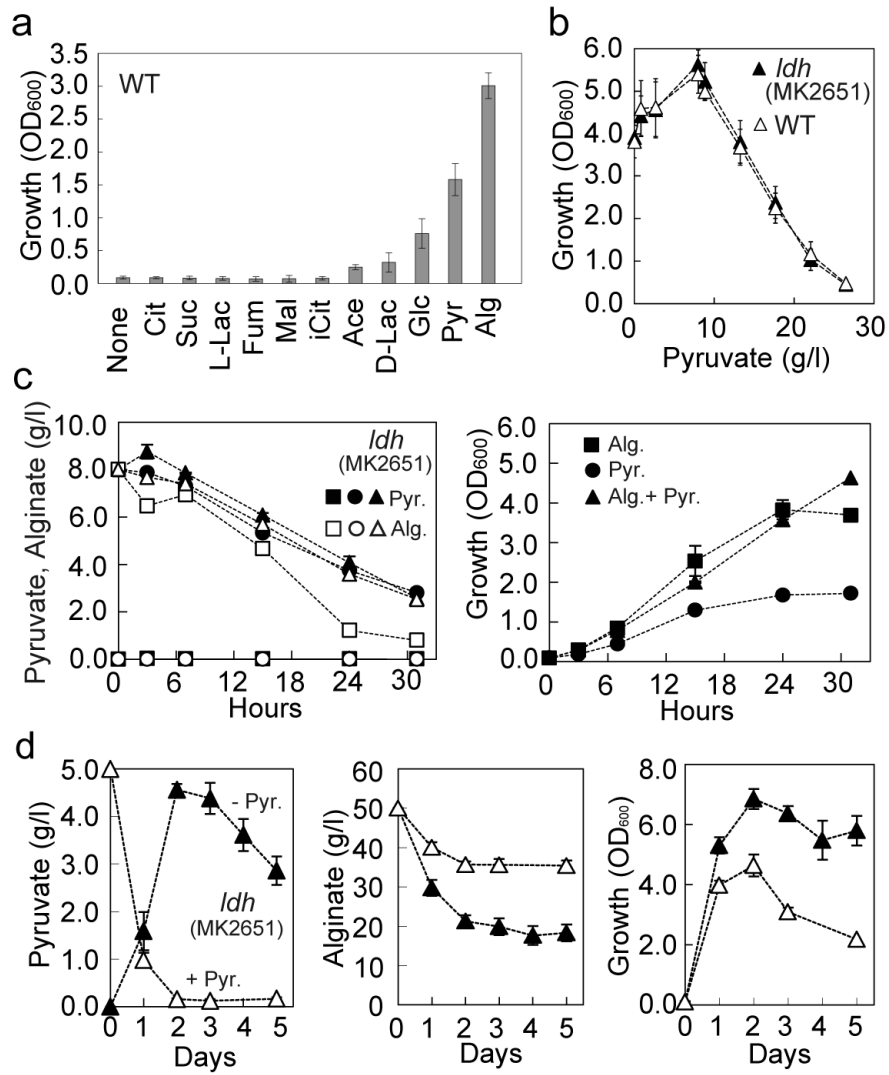 a
WT
Growth (OD600)
3.5
3.0
2.5
2.0
1.5
1.0
0.5
0.0
None
Cit
Suc
L-Lac
Fum
Mal
iCit
Ace
D-Lac
Glc
Pyr
Alg
b
Growth (OD600)
6.0
5.0
4.0
3.0
2.0
1.0
0.0
ldh
(MK2651)
WT
0 10 20 30
Pyruvate (g/l)
c
Pyruvate, Alginate (g/l)
10.0
8.0
6.0
4.0
2.0
0.0
ldh
(MK2651)
Pyr.
Alg.
0 6 12 18 24 30
Hours
Growth (OD600)
6.0
5.0
4.0
3.0
2.0
1.0
0.0
Alg.
Pyr.
Alg.+ Pyr.
0 6 12 18 24 30
Hours
d
Pyruvate (g/l)
5.0
4.0
3.0
2.0
1.0
0.0
- Pyr.
ldh
(MK2651)
+ Pyr.
0 1 2 3 4 5
Days
Alginate (g/l)
60
50
40
30
20
10
0
0 1 2 3 4 5
Days
Growth (OD600)
8.0
6.0
4.0
2.0
0.0
0 1 2 3 4 5
Days